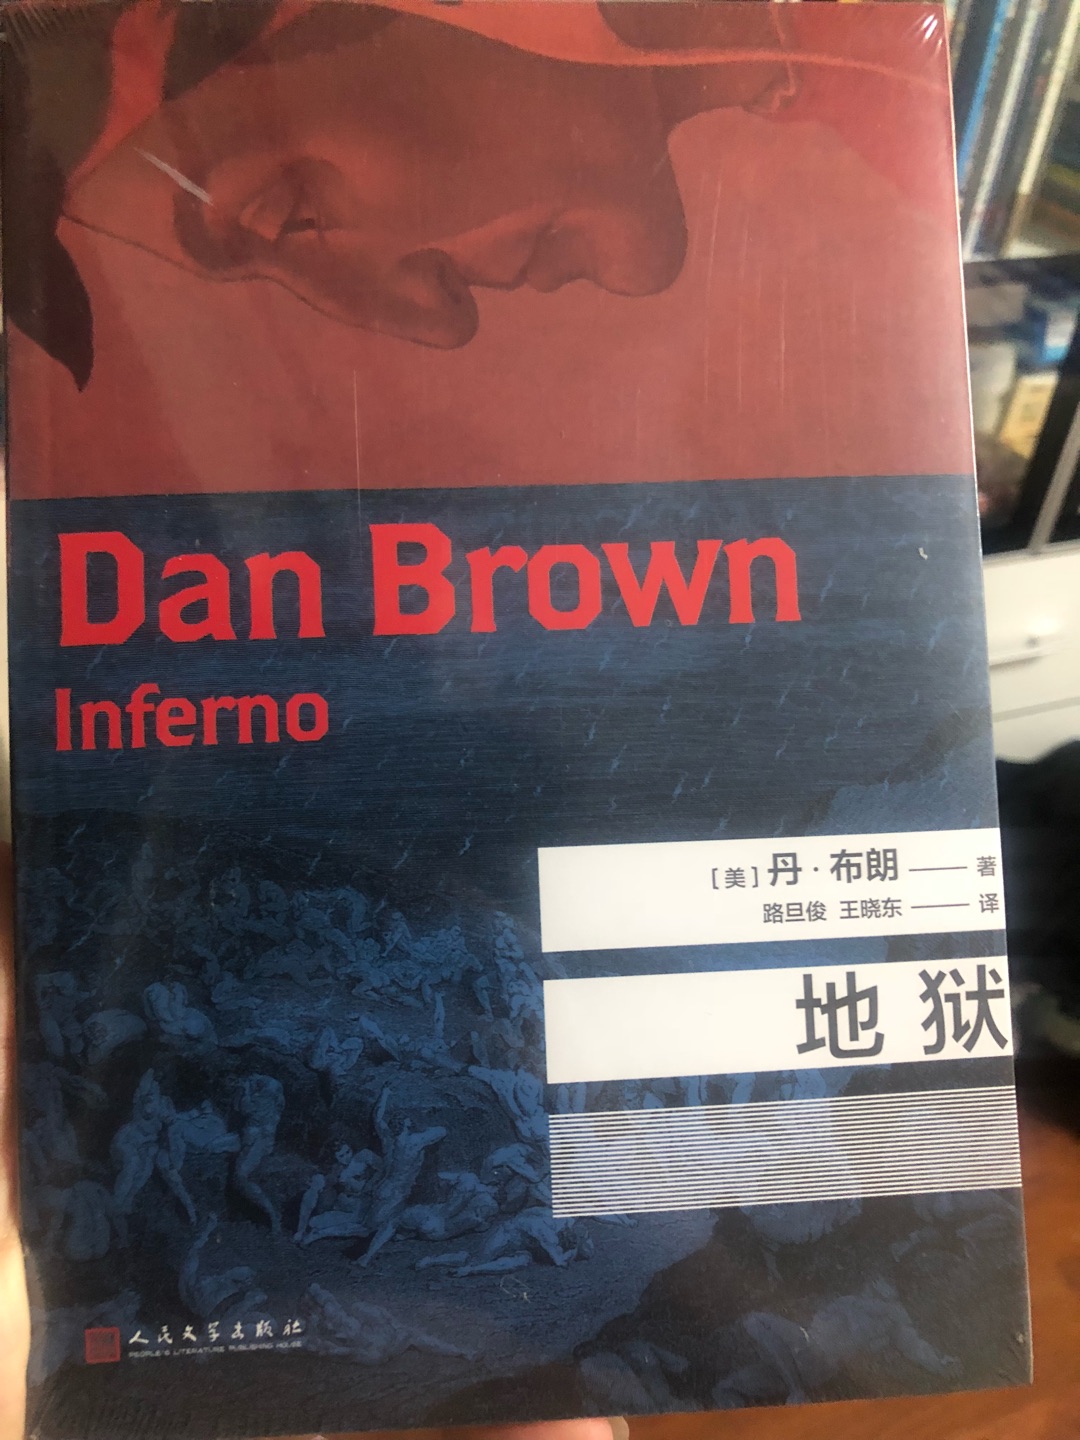 Dan Brown
Inferno
[美]丹·布朗——著
路旦俊 王晓东——译
地狱
人民文学出版社
PEOPLE'S LITERATURE PUBLISHING HOUSE